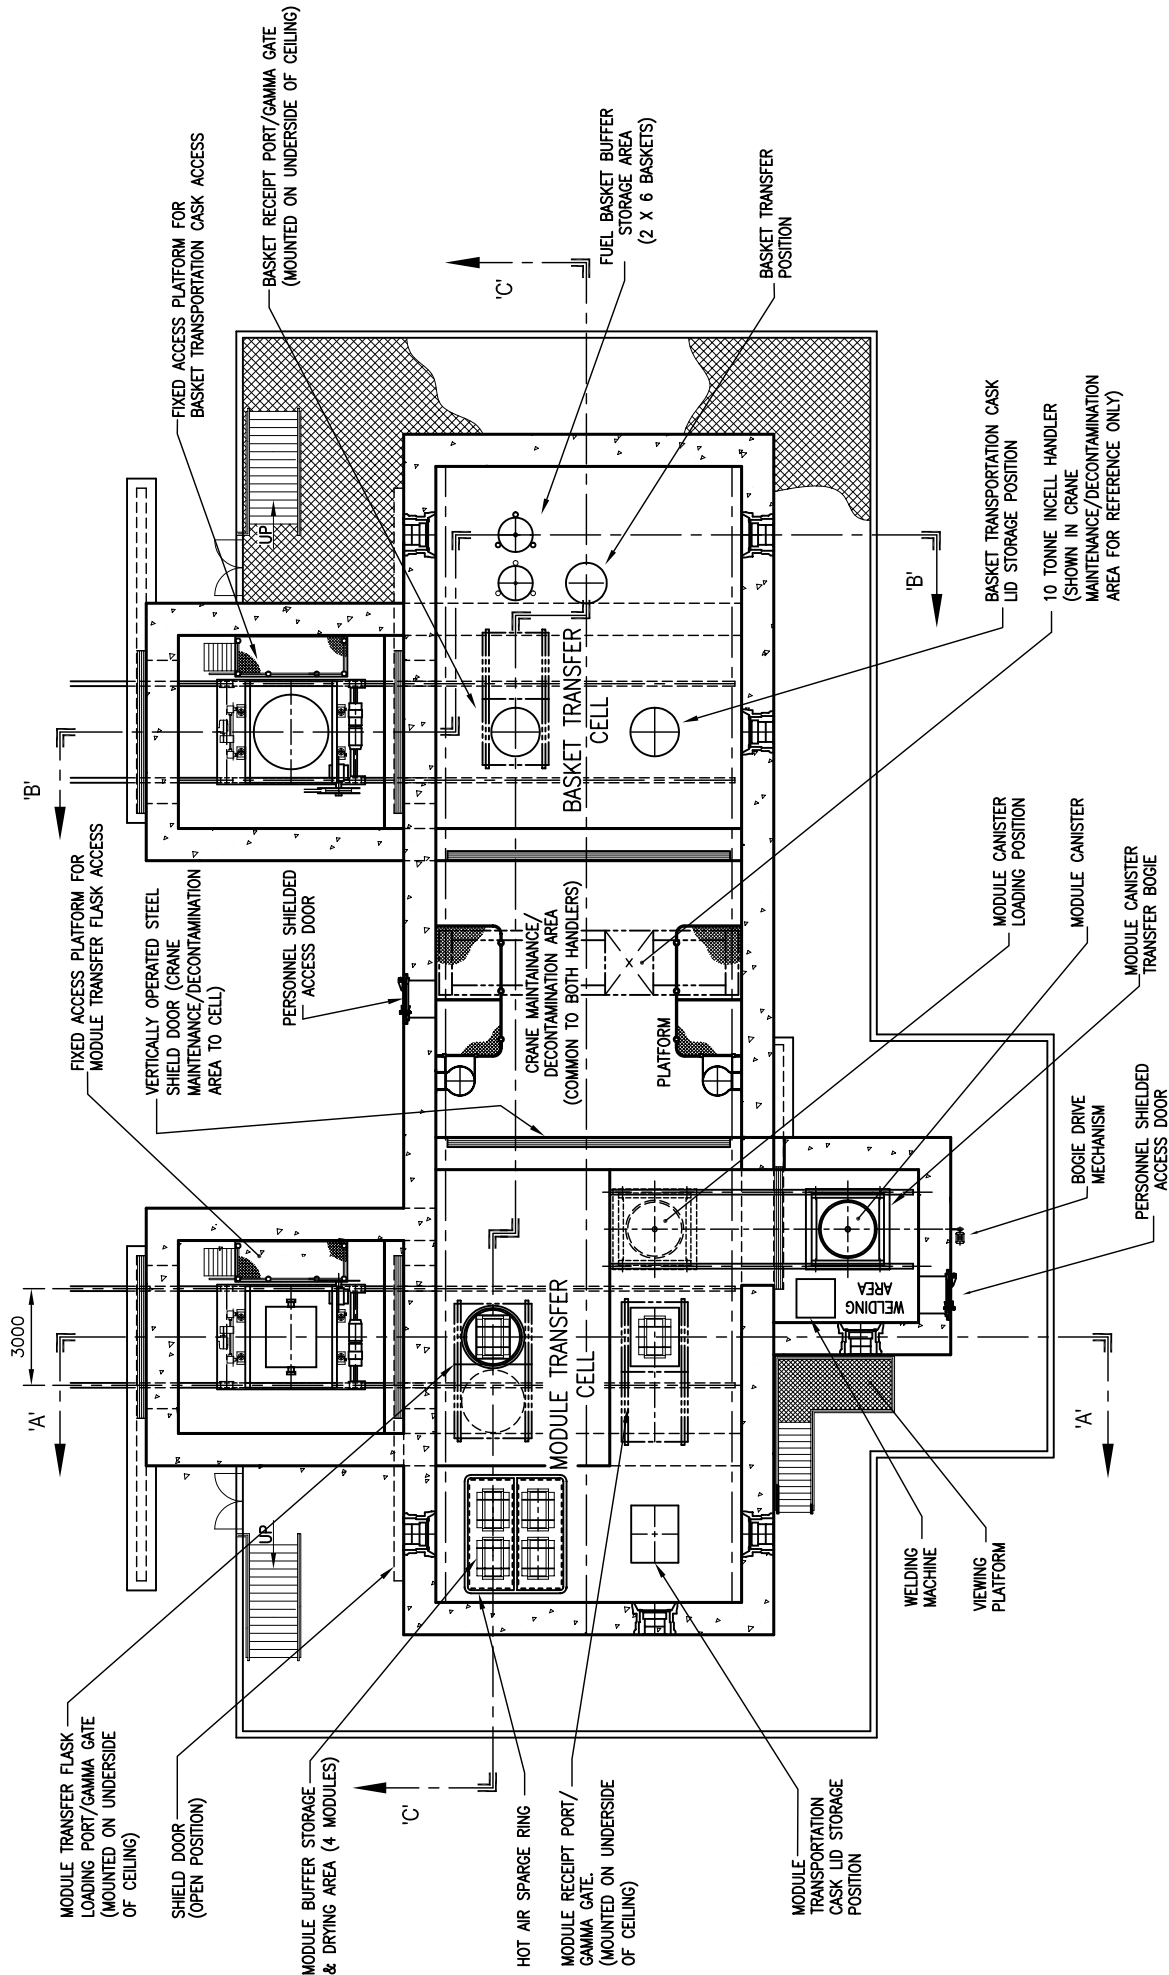 MODULE TRANSFER FLASK
LOADING PORT/GAMMA GATE
(MOUNTED ON UNDERSIDE
OF CEILING)
SHIELD DOOR
(OPEN POSITION)
MODULE BUFFER STORAGE
& DRYING AREA (4 MODULES)
HOT AIR SPARGE RING
MODULE RECEIPT PORT/
GAMMA GATE.
(MOUNTED ON UNDERSIDE
OF CEILING)
MODULE
TRANSPORTATION
CASK LID STORAGE
POSITION
'A'
3000
FIXED ACCESS PLATFORM FOR
MODULE TRANSFER FLASK ACCESS
VERTICALLY OPERATED STEEL
SHIELD DOOR (CRANE
MAINTENANCE/DECONTAMINATION
AREA TO CELL)
PERSONNEL SHIELDED
ACCESS DOOR
'B'
FIXED ACCESS PLATFORM FOR
BASKET TRANSPORTATION CASK ACCESS
BASKET RECEIPT PORT/GAMMA GATE
(MOUNTED ON UNDERSIDE OF CEILING)
UP
UP
'C'
'C'
FUEL BASKET BUFFER
STORAGE AREA
(2 X 6 BASKETS)
BASKET TRANSFER
POSITION
MODULE TRANSFER
CELL
CRANE MAINTAINANCE/
DECONTAMINATION AREA
(COMMON TO BOTH HANDLERS)
PLATFORM
X
BASKET TRANSFER
CELL
WELDING
AREA
'B'
BASKET TRANSPORTATION CASK
LID STORAGE POSITION
10 TONNE INCELL HANDLER
(SHOWN IN CRANE
MAINTENANCE/DECONTAMINATION
AREA FOR REFERENCE ONLY)
MODULE CANISTER
LOADING POSITION
MODULE CANISTER
MODULE CANISTER
TRANSFER BOGIE
BOGIE DRIVE
MECHANISM
PERSONNEL SHIELDED
ACCESS DOOR
WELDING
MACHINE
VIEWING
PLATFORM
'A'